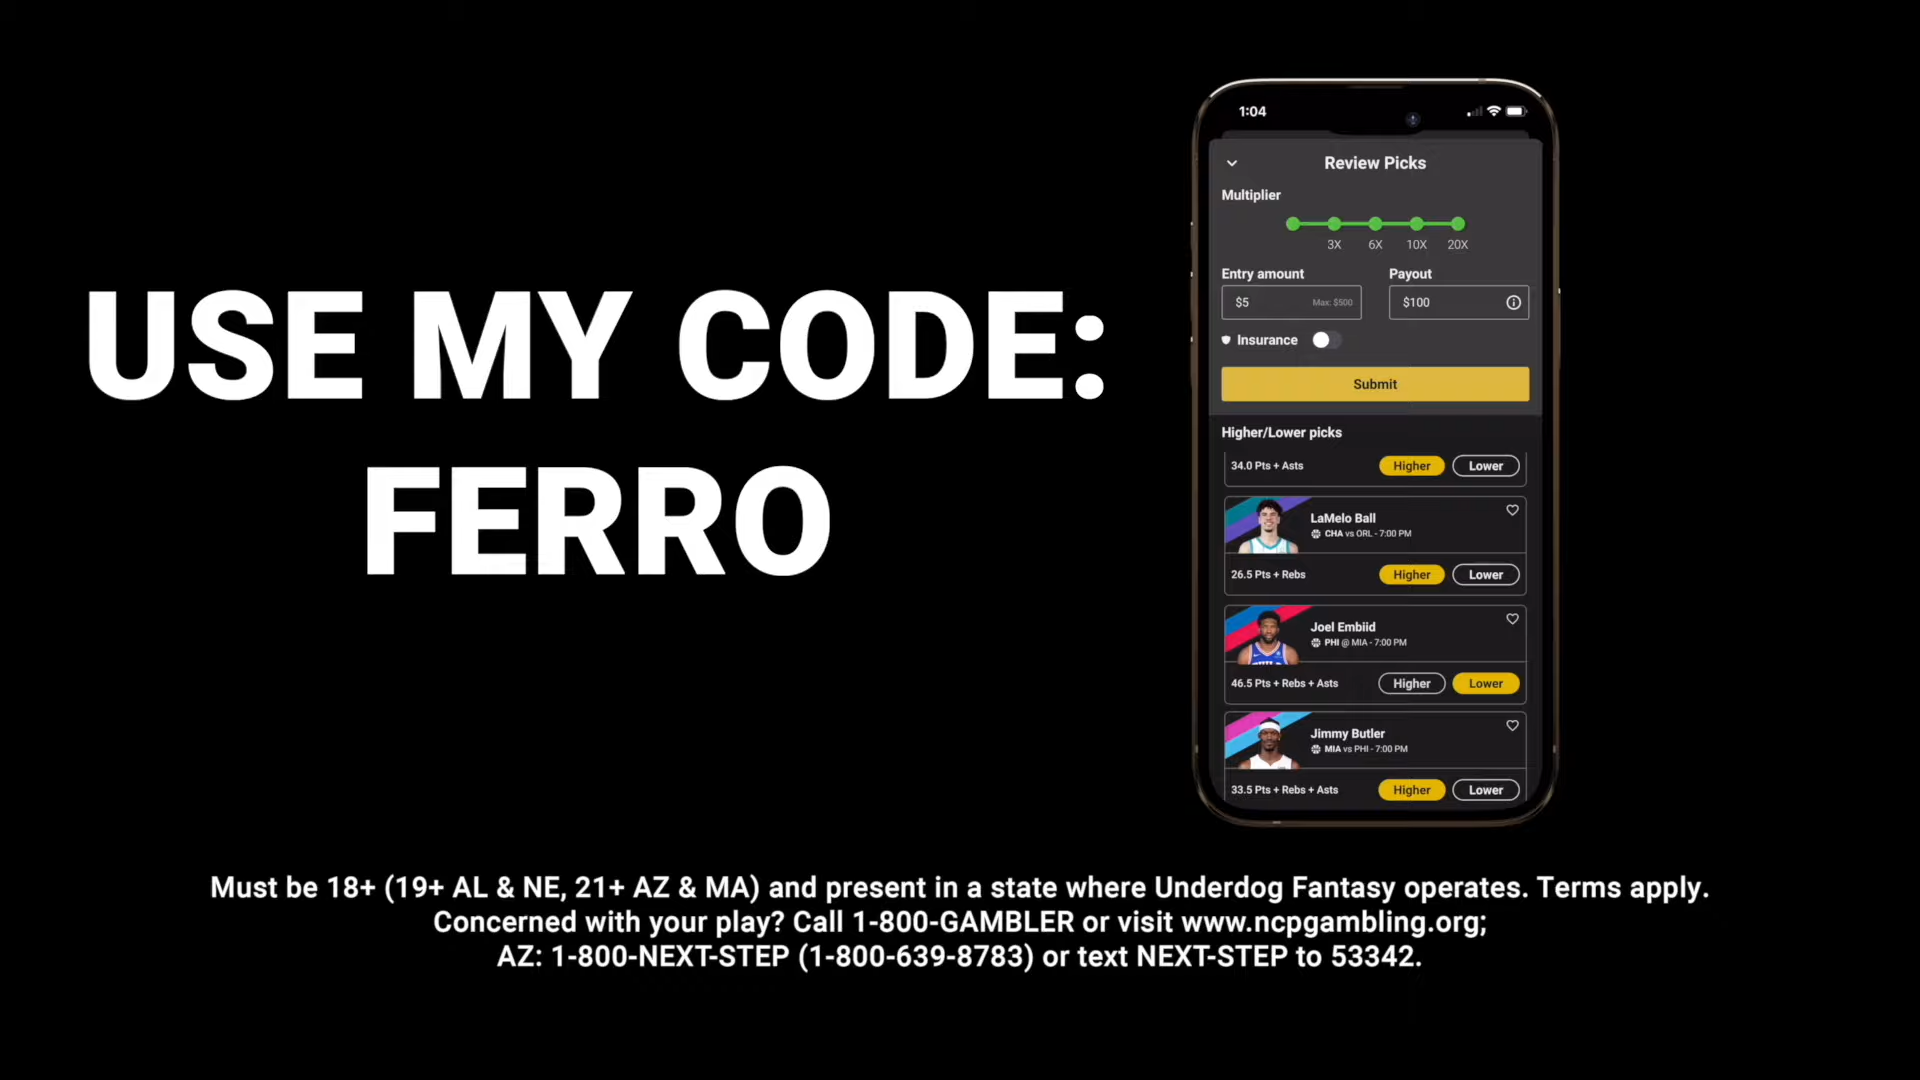 USE MY CODE:
FERRO
1:04
Review Picks
Multiplier
3X 6X 10X 20X
Entry amount Payout
$5 Max: $500 $100
Insurance
Submit
Higher/Lower picks
34.0 Pts + Asts Higher Lower
LaMelo Ball
CHA vs ORL - 7:00 PM
26.5 Pts + Rebs Higher Lower
Joel Embiid
PHI @ MIA - 7:00 PM
46.5 Pts + Rebs + Asts Higher Lower
Jimmy Butler
MIA vs PHI - 7:00 PM
33.5 Pts + Rebs + Asts Higher Lower
Must be 18+ (19+ AL & NE, 21+ AZ & MA) and present in a state where Underdog Fantasy operates. Terms apply.
Concerned with your play? Call 1-800-GAMBLER or visit www.ncpgambling.org;
AZ: 1-800-NEXT-STEP (1-800-639-8783) or text NEXT-STEP to 53342.